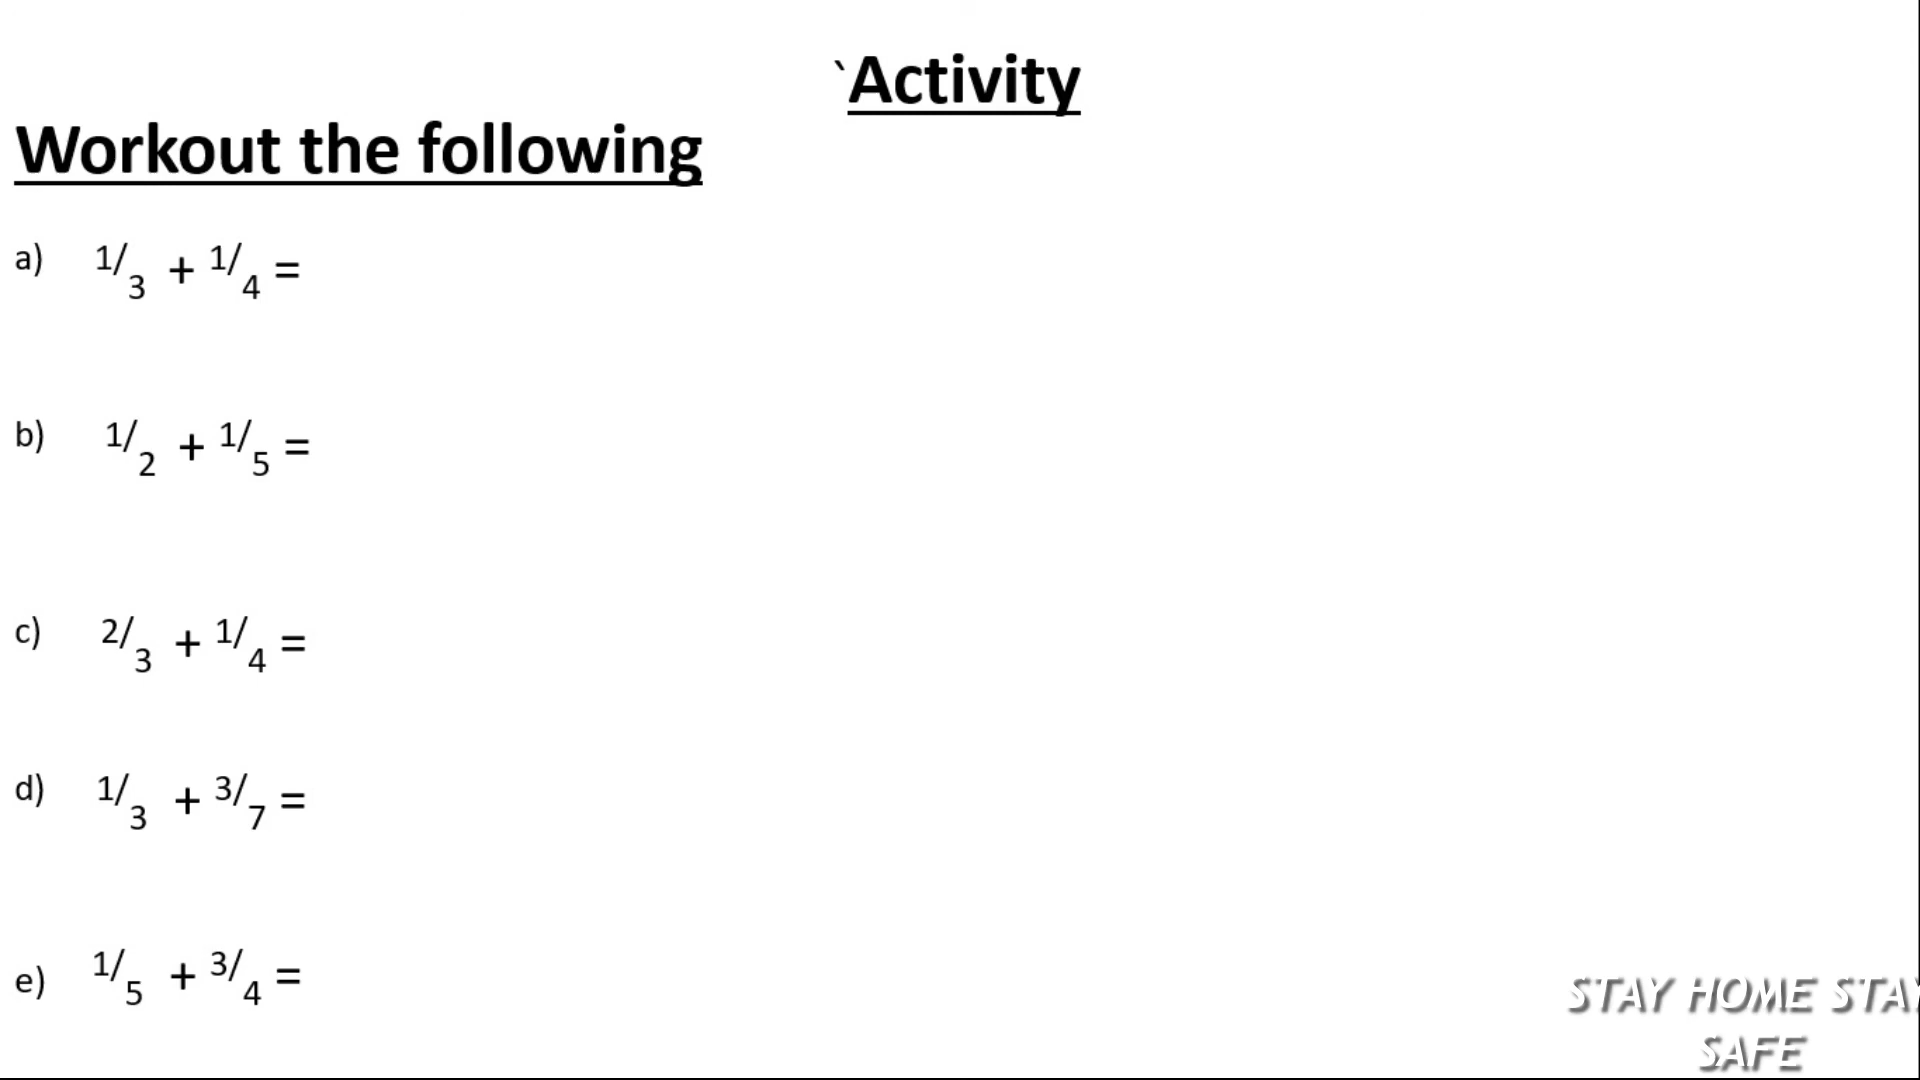 `Activity
Workout the following
a) 1/3 + 1/4 =
b) 1/2 + 1/5 =
c) 2/3 + 1/4 =
d) 1/3 + 3/7 =
e) 1/5 + 3/4 =
STAY HOME STAY
SAFE